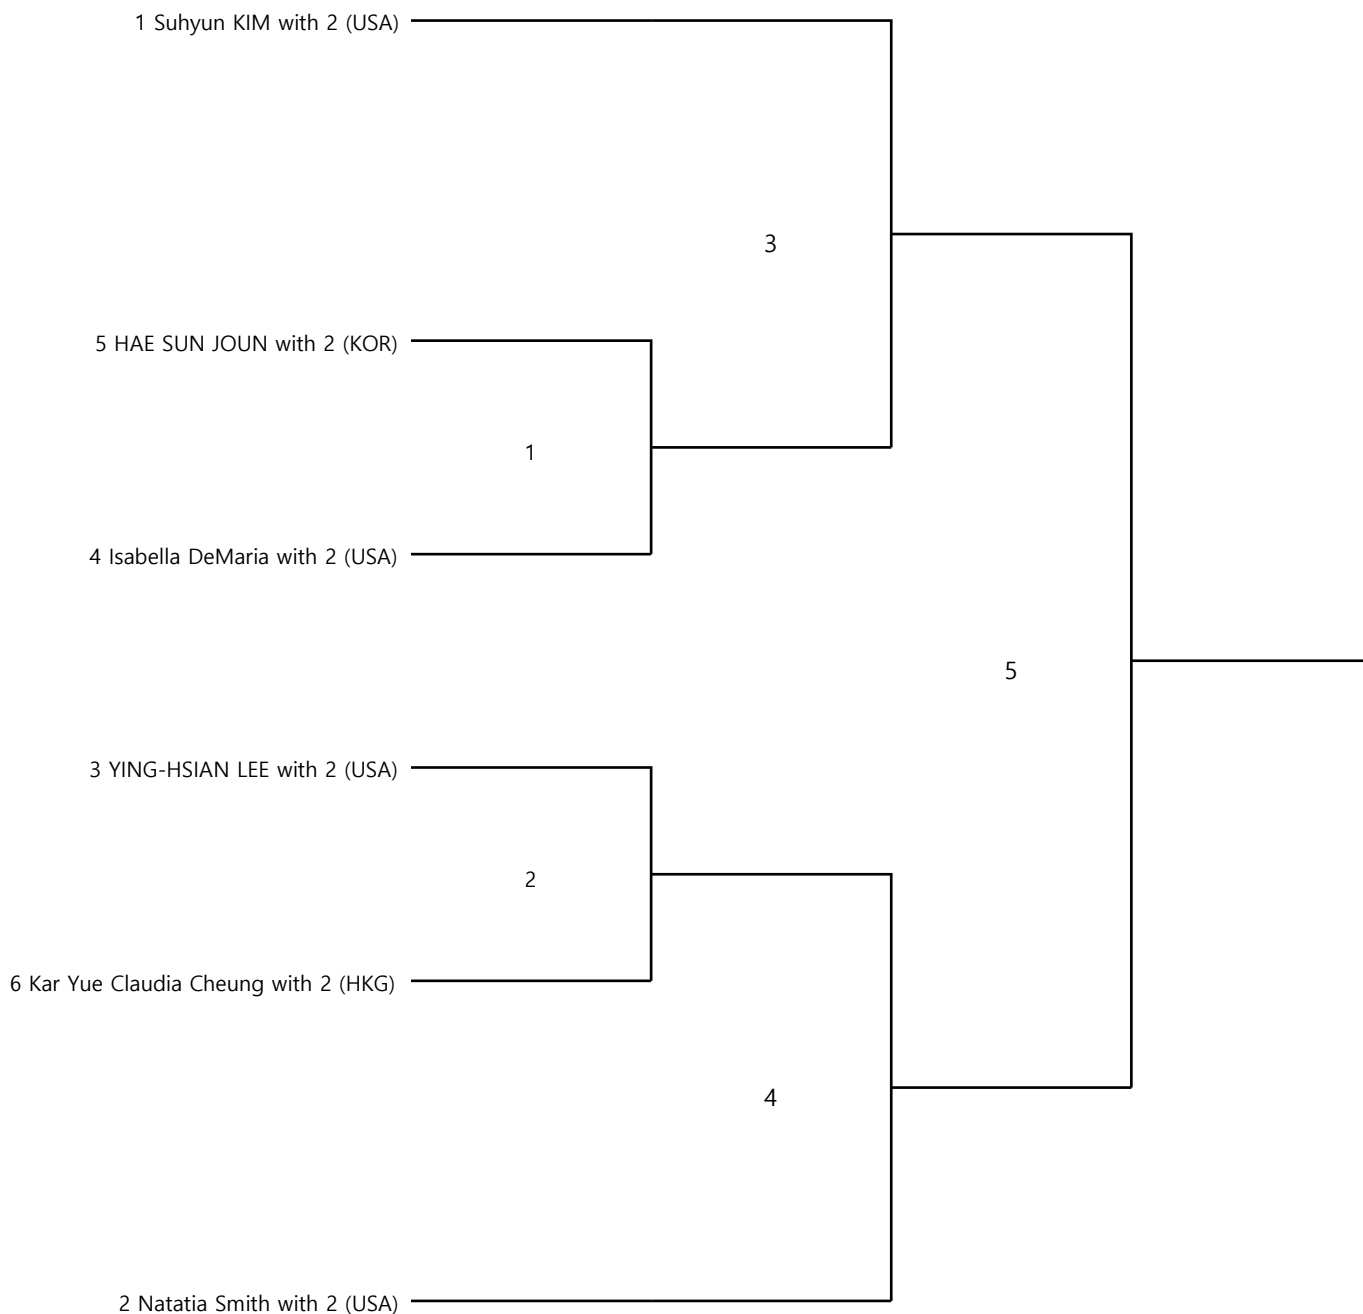 1 Suhyun KIM with 2 (USA)
3
5 HAE SUN JOUN with 2 (KOR)
1
4 Isabella DeMaria with 2 (USA)
5
3 YING-HSIAN LEE with 2 (USA)
2
6 Kar Yue Claudia Cheung with 2 (HKG)
4
2 Natatia Smith with 2 (USA)